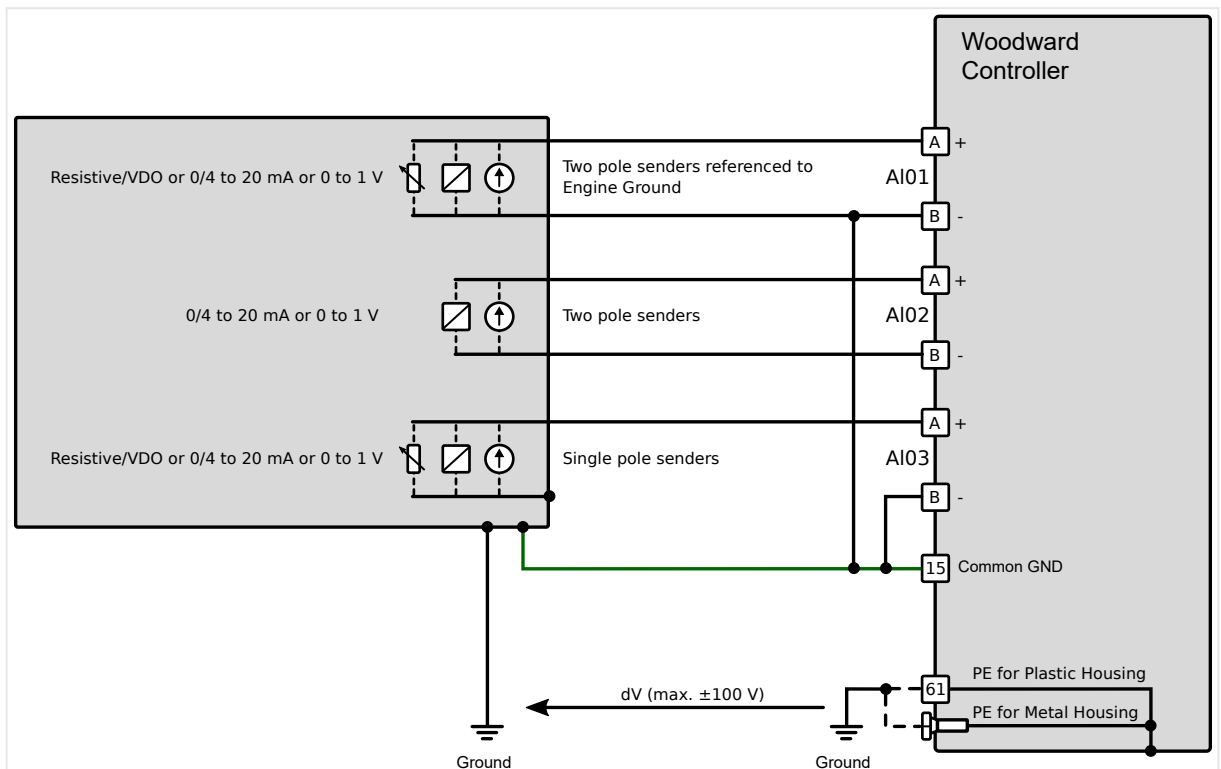 Woodward
Controller
A +
Resistive/VDO or 0/4 to 20 mA or 0 to 1 V
Two pole senders referenced to
Engine Ground
AI01
B -
A +
0/4 to 20 mA or 0 to 1 V
Two pole senders
AI02
B -
A +
Resistive/VDO or 0/4 to 20 mA or 0 to 1 V
Single pole senders
AI03
B -
15 Common GND
PE for Plastic Housing
61
dV (max. ±100 V)
PE for Metal Housing
Ground
Ground